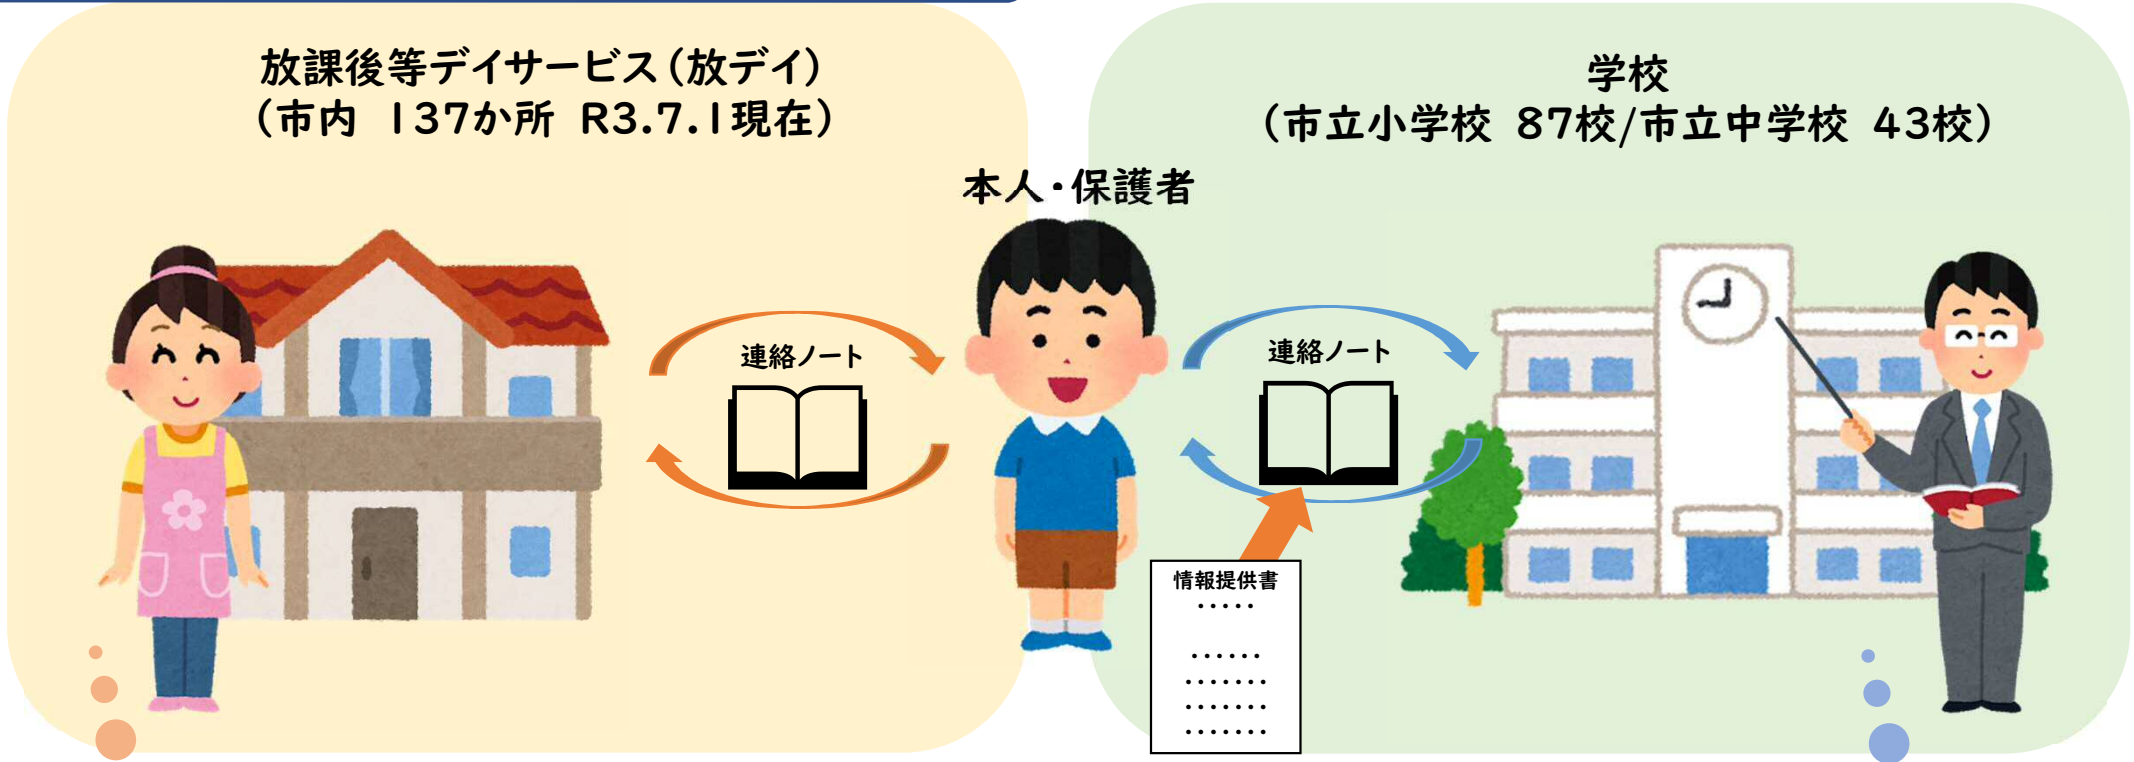 放課後等デイサービス(放デイ)
(市内 137か所 R3.7.1現在)
学校
(市立小学校 87校/市立中学校 43校)
本人・保護者
連絡ノート
連絡ノート
情報提供書
・・・・・
・・・・・・
・・・・・・・
・・・・・・・
・・・・・・・